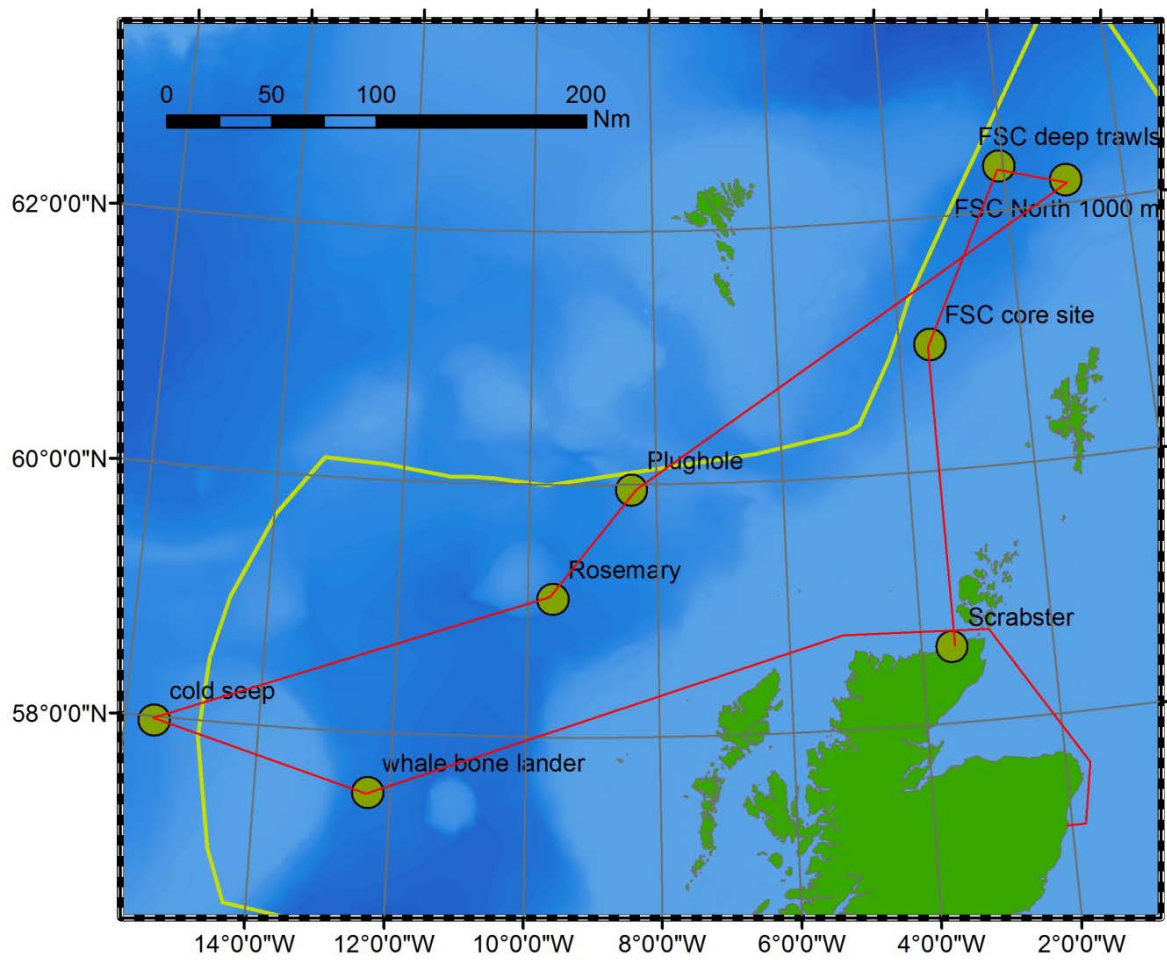 0 50 100 200
Nm
FSC deep trawls
62°0'0"N
FSC North 1000 m
FSC core site
60°0'0"N
Plughole
Rosemary
Scrabster
cold seep
58°0'0"N
whale bone lander
14°0'0"W 12°0'0"W 10°0'0"W 8°0'0"W 6°0'0"W 4°0'0"W 2°0'0"W